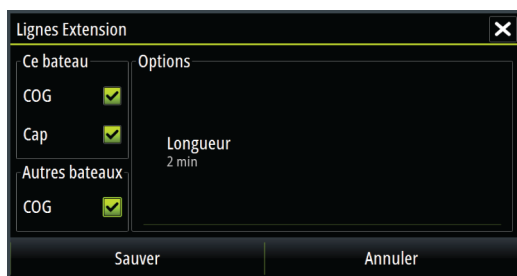 Lignes Extension
Ce bateau
COG
Cap
Autres bateaux
COG
Options
Longueur
2 min
Sauver
Annuler